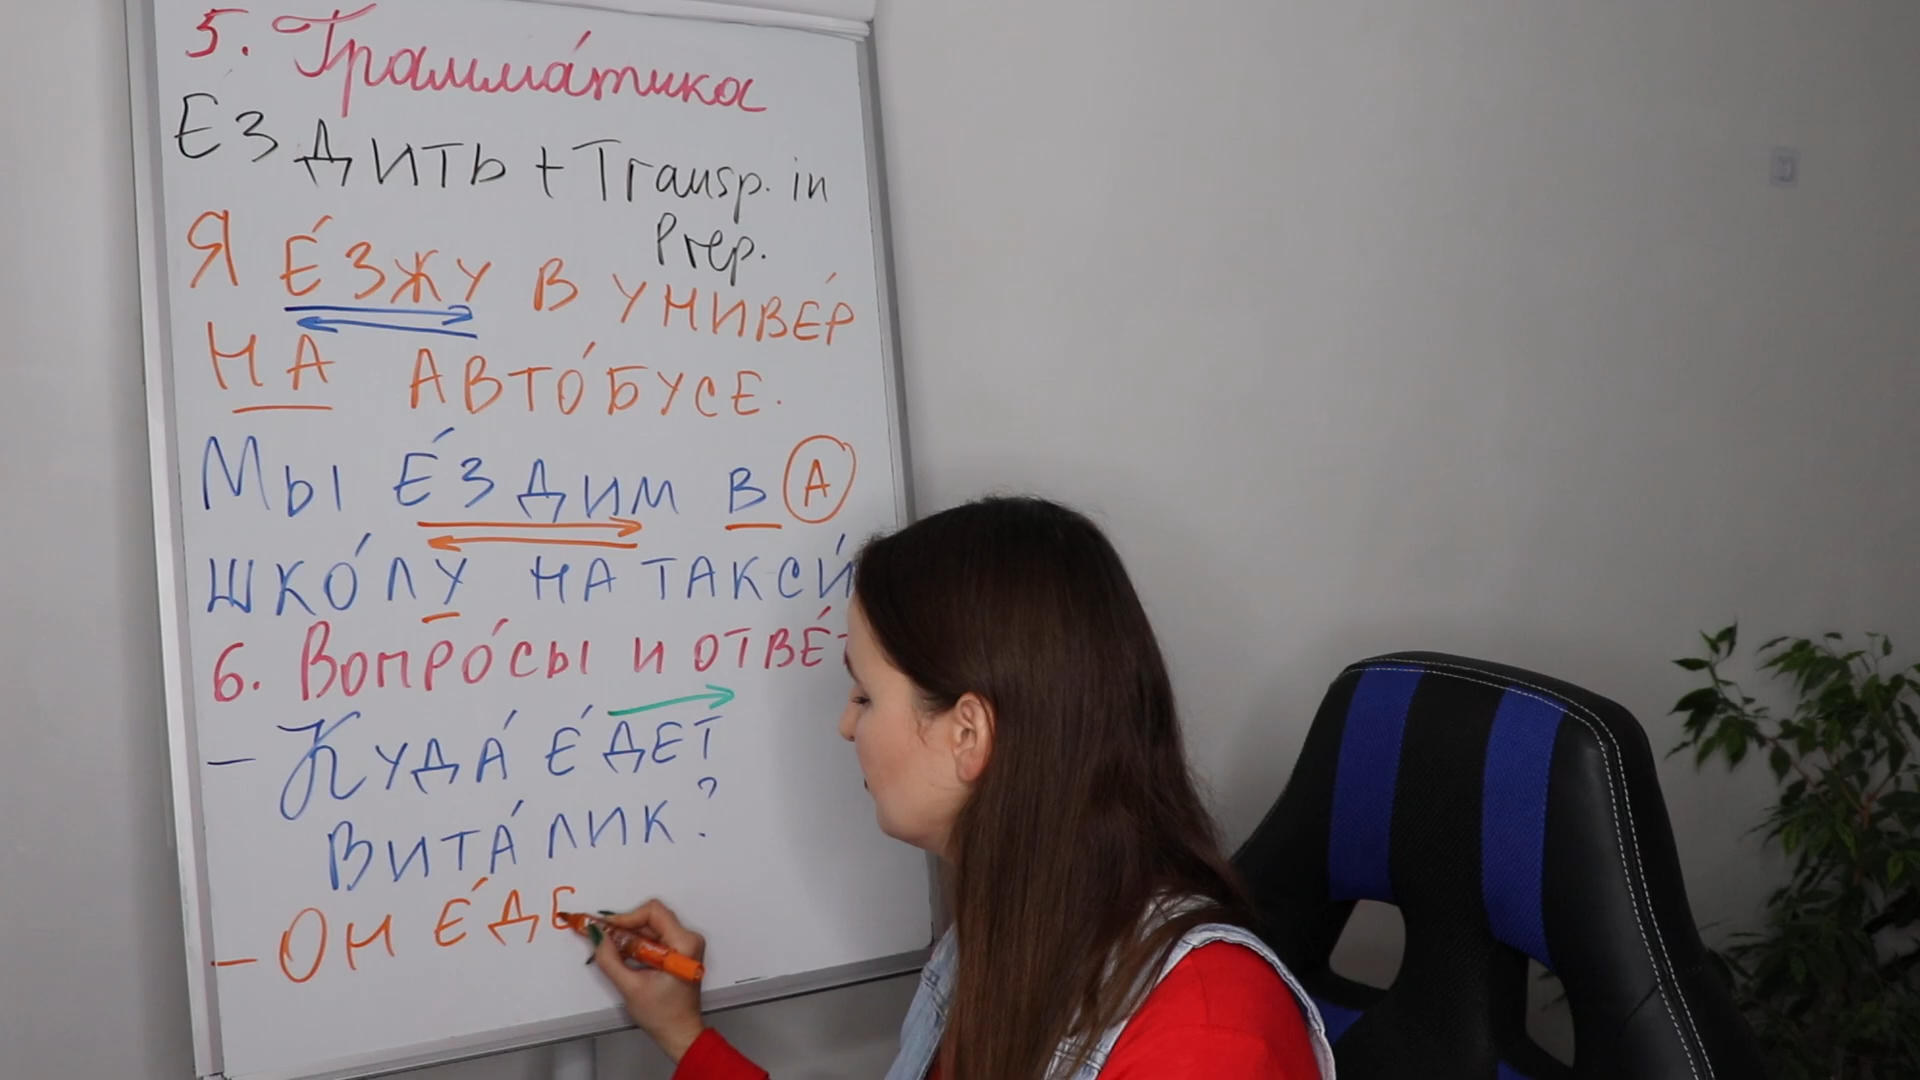 5. Грамма́тика
Е́ЗДИТЬ + Transp. in
Prep.
Я Е́ЗЖУ В УНИВЕ́Р
НА АВТО́БУСЕ.
МЫ Е́ЗДИМ В А
ШКО́ЛУ НА ТАКСИ́
6. ВОПРО́СЫ И
- КУДА́ Е́ДЕТ
ВИТА́ЛИК?
- ОН Е́ДЕ